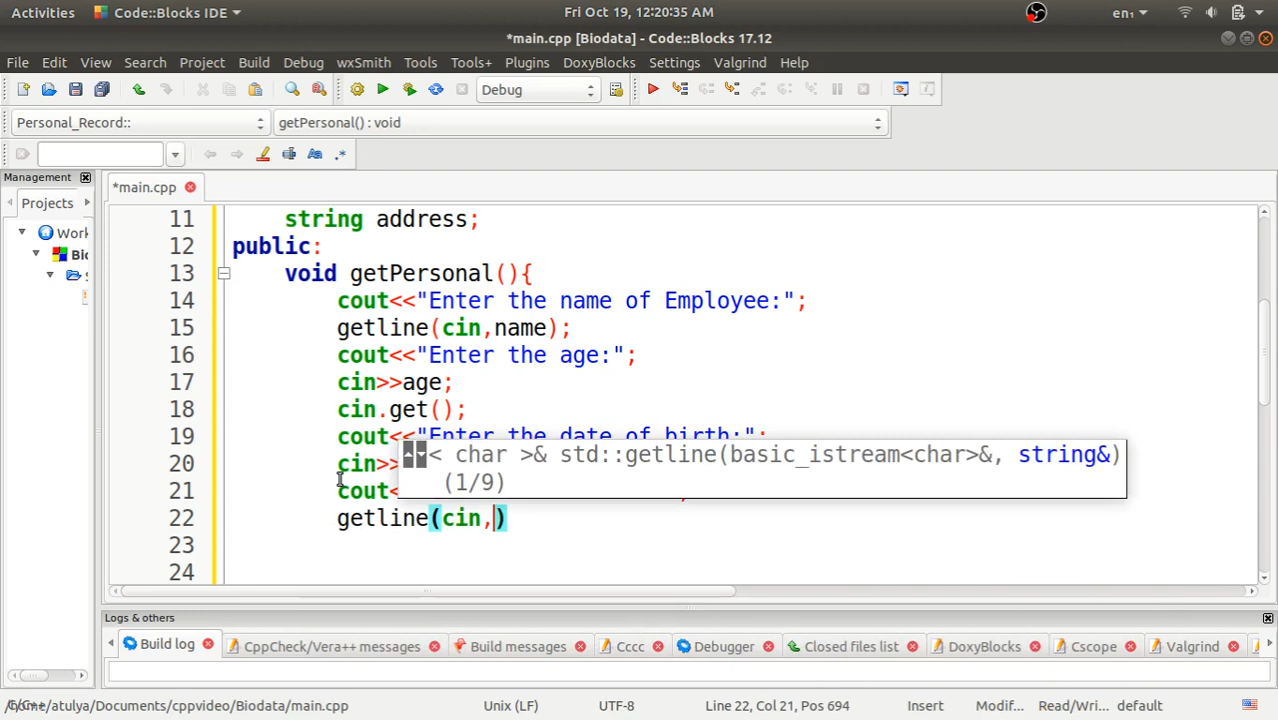 Activities Code::Blocks IDE Fri Oct 19, 12:20:35 AM en₁
*main.cpp [Biodata] - Code::Blocks 17.12
File Edit View Search Project Build Debug wxSmith Tools Tools+ Plugins DoxyBlocks Settings Valgrind Help
Debug
Personal_Record:: getPersonal() : void
Management *main.cpp
Projects
11 string address;
Work 12 public:
13 void getPersonal(){
14 cout<<"Enter the name of Employee:";
15 getline(cin,name);
16 cout<<"Enter the age:";
17 cin>>age;
18 cin.get();
19 cout<<"Enter the date of birth:";
< char >& std::getline(basic_istream<char>&, string&)
20 cin>>
(1/9)
21 cout<
22 getline(cin,)
23
24
Logs & others
Build log CppCheck/Vera++ messages Build messages Cccc Debugger Closed files list DoxyBlocks Cscope Valgrind
/home/atulya/Documents/cppvideo/Biodata/main.cpp Unix (LF) UTF-8 Line 22, Col 21, Pos 694 Insert Modif... Read/Wri... default